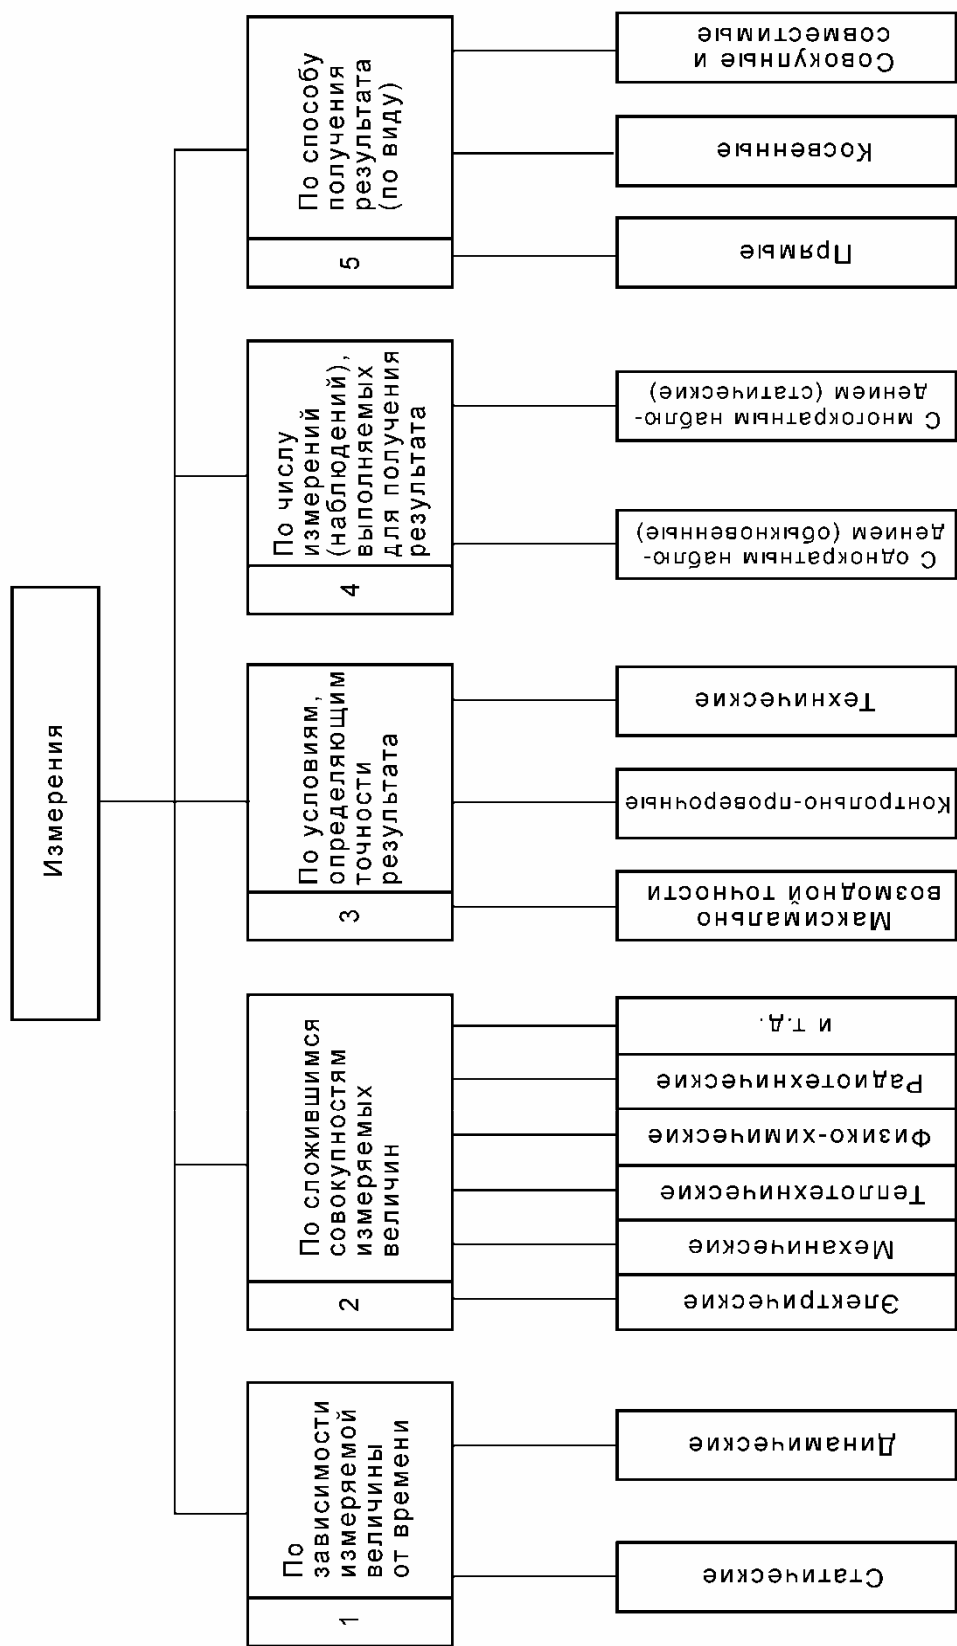 Измерения
1
По
зависимости
измеряемой
величины
от времени
Статические
Динамические
2
По сложившимся
совокупностям
измеряемых
величин
Электрические
Механические
Теплотехнические
Физико-химические
Радиотехнические
и т.д.
3
По условиям,
определяющим
точности
результата
Максимально
возмодной точности
Контрольно-проверочные
Технические
4
По числу
измерений
(наблюдений),
выполняемых
для получения
результата
С однократным наблю-
дением (обыкновенные)
С многократным наблю-
дением (статические)
5
По способу
получения
результата
(по виду)
Прямые
Косвенные
Совокупные и
совместимые